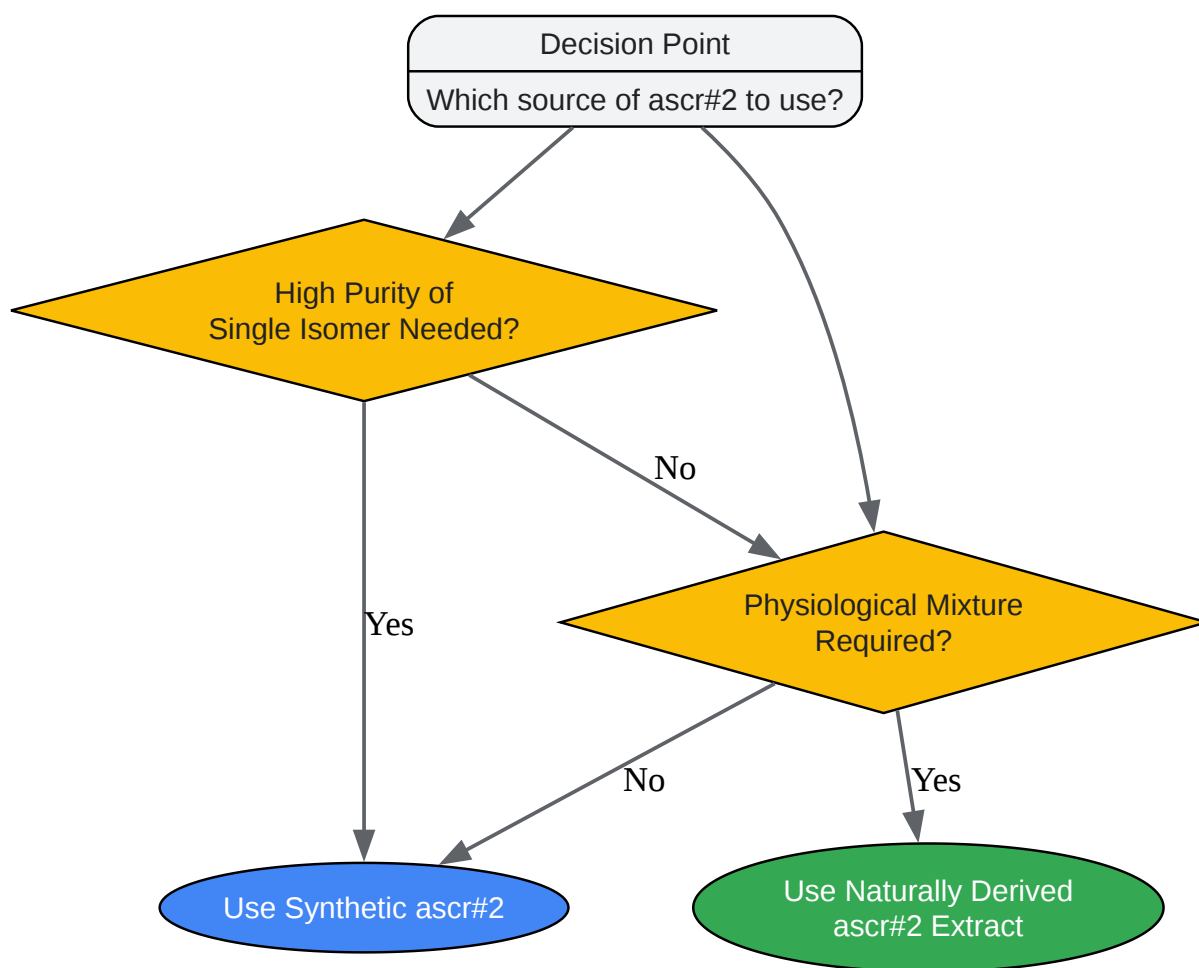 Decision Point
Which source of ascr#2 to use?
High Purity of
Single Isomer Needed?
No
Physiological Mixture
Required?
Yes
No
Yes
Use Synthetic ascr#2
Use Naturally Derived
ascr#2 Extract